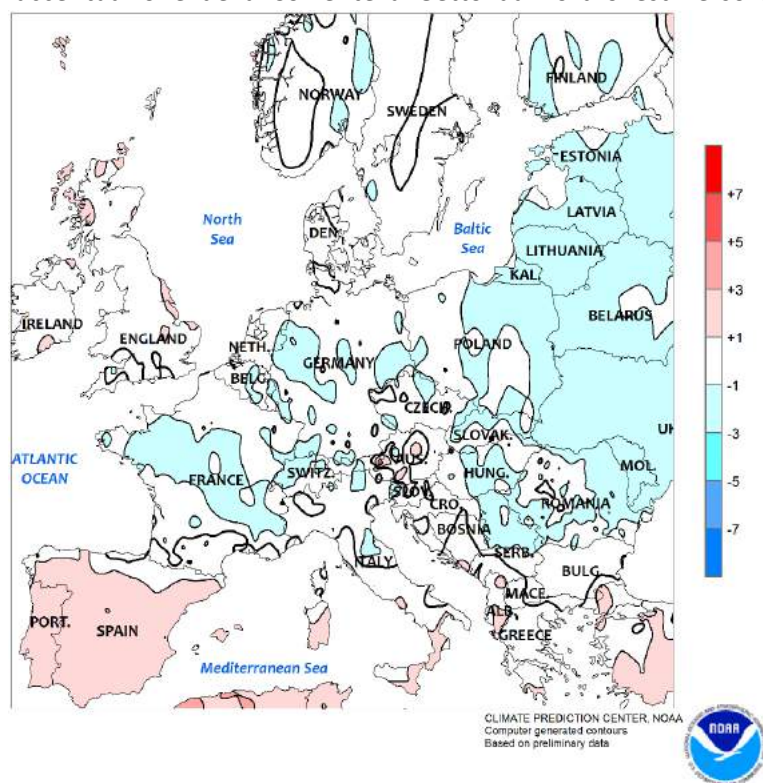 FINLAND
NORWAY
SWEDEN
ESTONIA
North
Sea
Baltic
Sea
LATVIA
DEN.
LITHUANIA
KAL.
IRELAND
ENGLAND
NETH.
BELG.
GERMANY
POLAND
BELARUS
CZECH.
SLOVAK.
ATLANTIC
OCEAN
FRANCE
SWITZ.
AUS.
HUNG.
MOL.
SLOV.
CRO.
ROMANIA
BOSNIA
SERB.
ITALY
BULG.
PORT.
SPAIN
MACE.
ALB.
GREECE
Mediterranean Sea
+7
+5
+3
+1
-1
-3
-5
-7
CLIMATE PREDICTION CENTER, NOAA
Computer generated contours
Based on preliminary data
NOAA